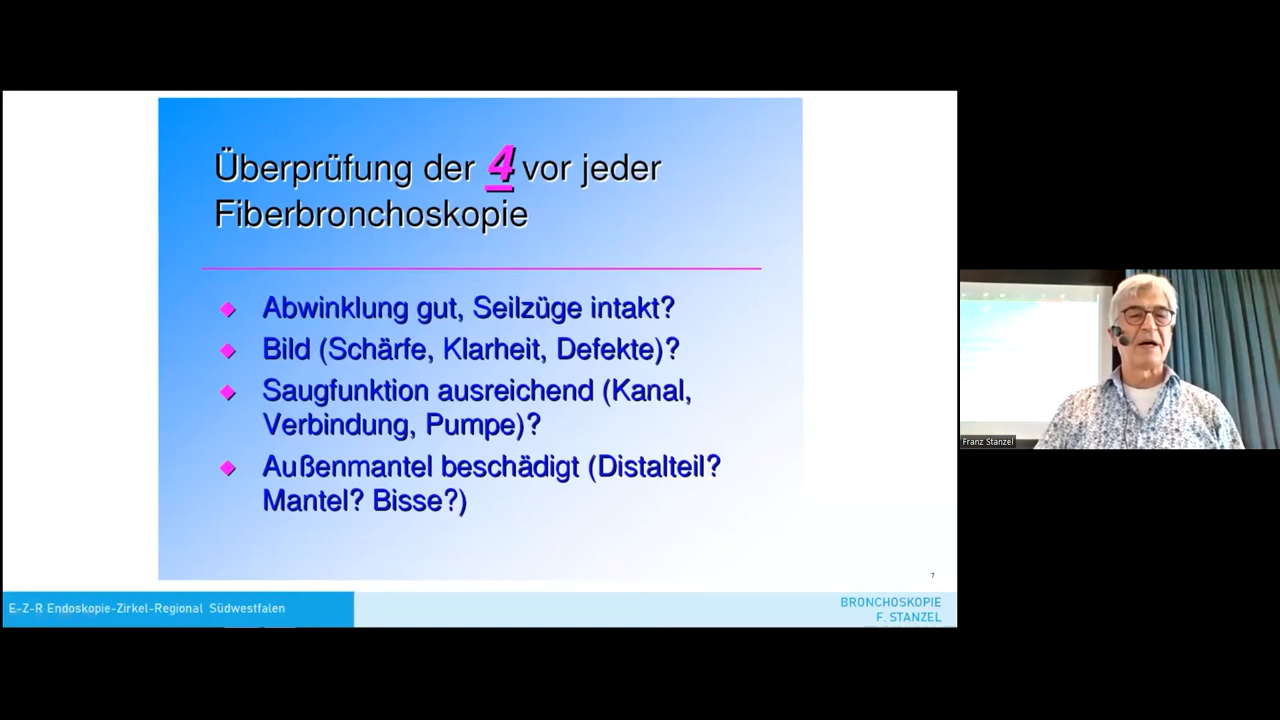 Überprüfung der 4 vor jeder
Fiberbronchoskopie
Abwinklung gut, Seilzüge intakt?
Bild (Schärfe, Klarheit, Defekte)?
Saugfunktion ausreichend (Kanal,
Verbindung, Pumpe)?
Außenmantel beschädigt (Distalteil?
Mantel? Bisse?)
7
E-Z-R Endoskopie-Zirkel-Regional Südwestfalen
BRONCHOSKOPIE
F. STANZEL
Franz Stanzel